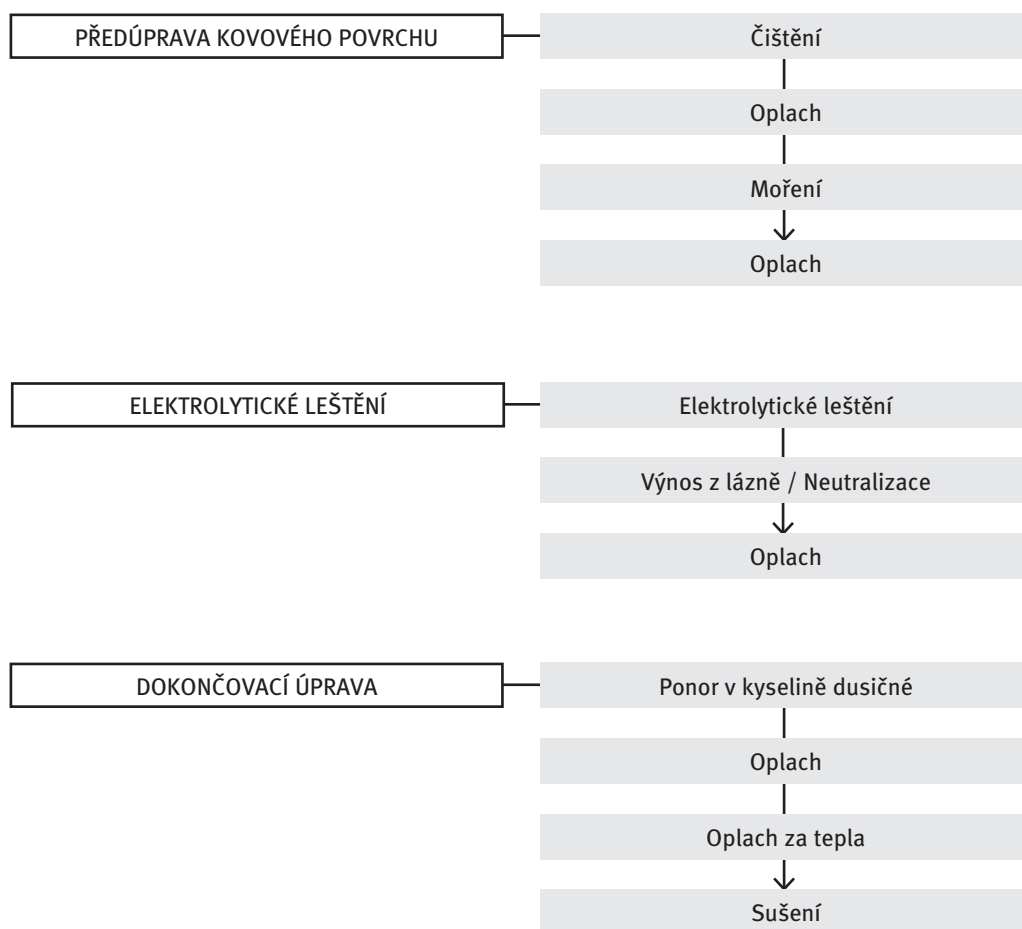 PŘEDÚPRAVA KOVOVÉHO POVRCHU
Čištění
Oplach
Moření
Oplach
ELEKTROLYTICKÉ LEŠTĚNÍ
Elektrolytické leštění
Výnos z lázně / Neutralizace
Oplach
DOKONČOVACÍ ÚPRAVA
Ponor v kyselině dusičné
Oplach
Oplach za tepla
Sušení